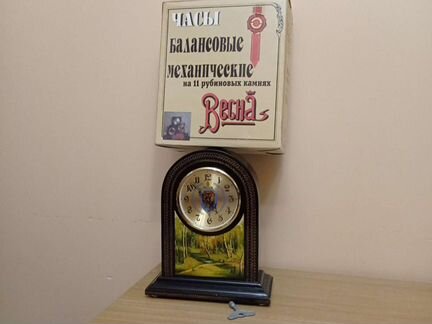 ЧАСЫ
БАЛАНСОВЫЕ
МЕХАНИЧЕСКИЕ
НА 11 РУБИНОВЫХ КАМНЯХ
ВЕСНА